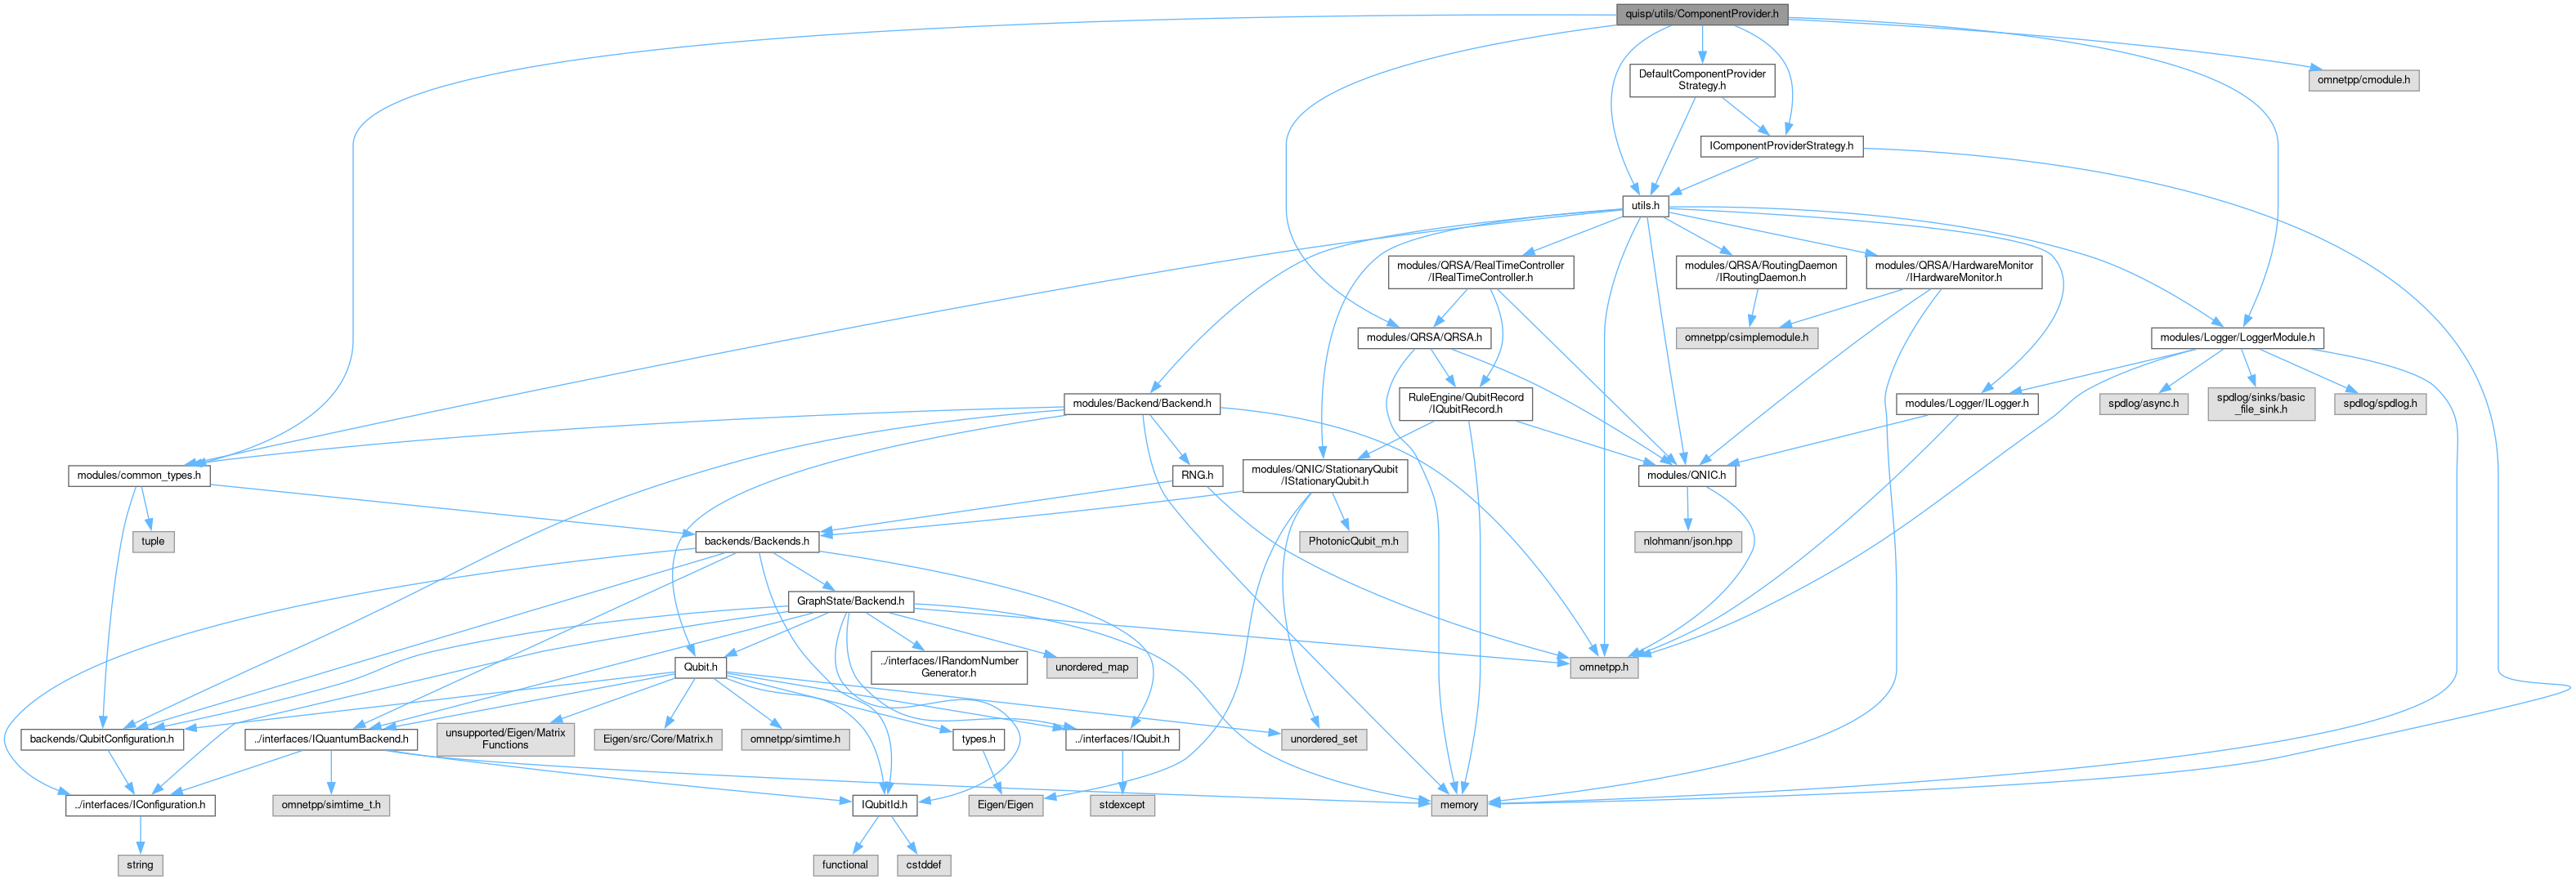 quisp/utils/ComponentProvider.h
DefaultComponentProvider
Strategy.h
omnetpp/cmodule.h
IComponentProviderStrategy.h
utils.h
modules/QRSA/RealTimeController
/IRealTimeController.h
modules/QRSA/RoutingDaemon
/IRoutingDaemon.h
modules/QRSA/HardwareMonitor
/IHardwareMonitor.h
modules/QRSA/QRSA.h
omnetpp/csimplemodule.h
modules/Logger/LoggerModule.h
modules/Backend/Backend.h
RuleEngine/QubitRecord
/IQubitRecord.h
modules/Logger/ILogger.h
spdlog/async.h
spdlog/sinks/basic
_file_sink.h
spdlog/spdlog.h
modules/common_types.h
RNG.h
modules/QNIC/StationaryQubit
/IStationaryQubit.h
modules/QNIC.h
tuple
backends/Backends.h
PhotonicQubit_m.h
nlohmann/json.hpp
GraphState/Backend.h
Qubit.h
../interfaces/IRandomNumber
Generator.h
unordered_map
omnetpp.h
backends/QubitConfiguration.h
../interfaces/IQuantumBackend.h
unsupported/Eigen/Matrix
Functions
Eigen/src/Core/Matrix.h
omnetpp/simtime.h
types.h
../interfaces/IQubit.h
unordered_set
../interfaces/IConfiguration.h
omnetpp/simtime_t.h
IQubitId.h
Eigen/Eigen
stdexcept
memory
string
functional
cstddef